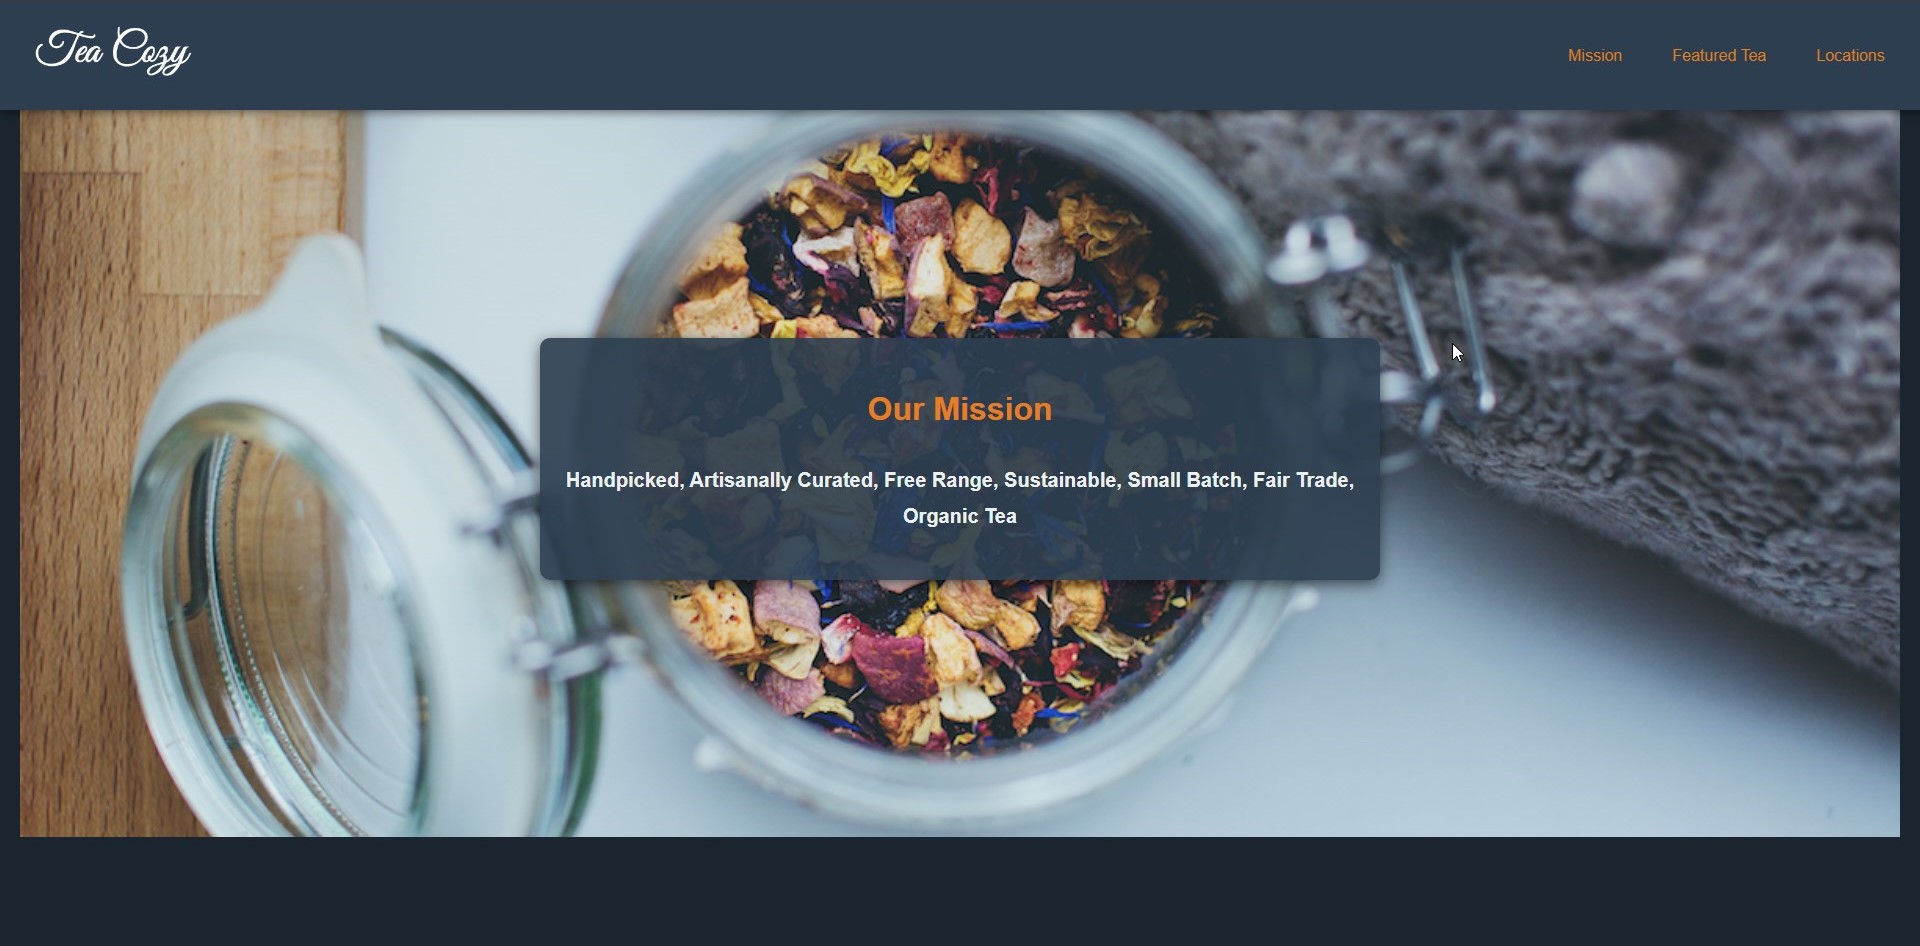 Tea Cozy
Mission
Featured Tea
Locations
Our Mission
Handpicked, Artisanally Curated, Free Range, Sustainable, Small Batch, Fair Trade,
Organic Tea